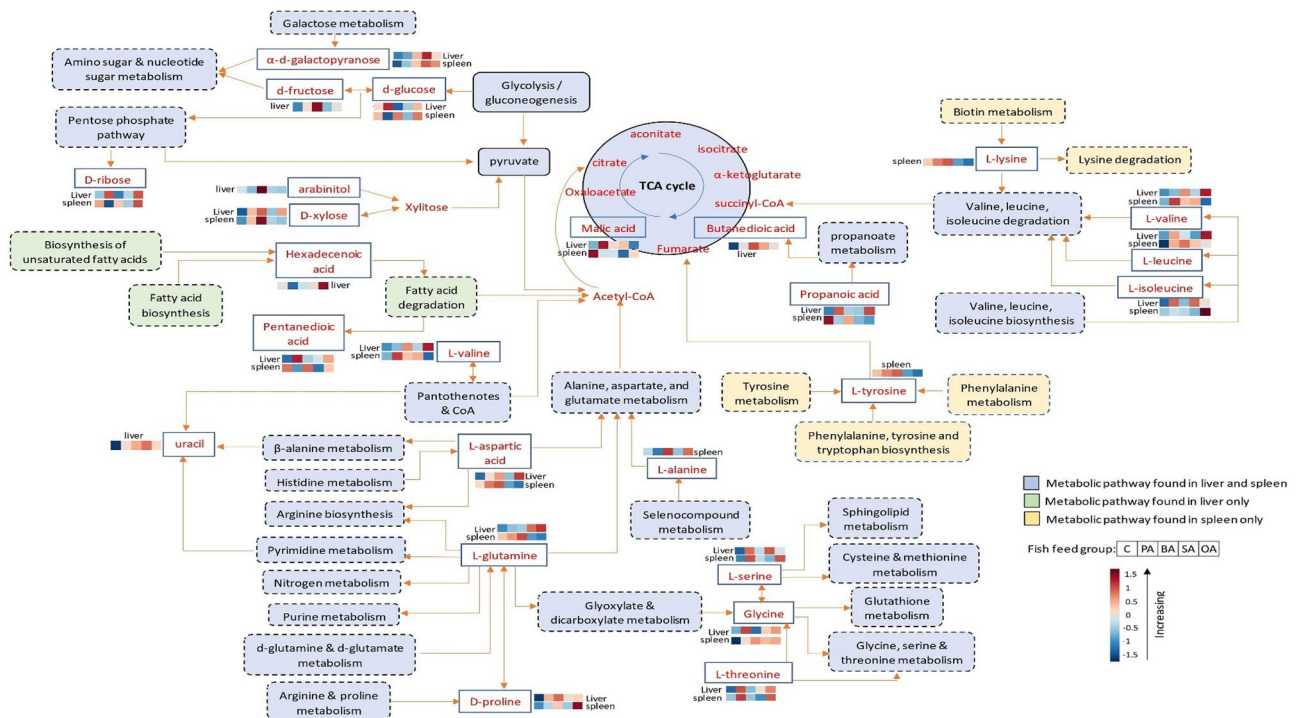 Galactose metabolism
Amino sugar & nucleotide
sugar metabolism
α-d-galactopyranose
Liver
spleen
d-fructose
liver
d-glucose
Liver
spleen
Glycolysis /
gluconeogenesis
Pentose phosphate
pathway
pyruvate
D-ribose
Liver
spleen
liver
arabinitol
Liver
spleen
D-xylose
Xylitose
Biosynthesis of
unsaturated fatty acids
Hexadecenoic
acid
liver
Fatty acid
biosynthesis
Fatty acid
degradation
Acetyl-CoA
Pentanedioic
acid
Liver
spleen
Liver
spleen
L-valine
Pantothenotes
& CoA
aconitate
citrate
isocitrate
Oxaloacetate
TCA cycle
α-ketoglutarate
succinyl-CoA
Malic acid
Liver
spleen
Butanedioic acid
liver
Fumarate
propanoate
metabolism
Propanoic acid
Liver
spleen
Biotin metabolism
spleen
L-lysine
Lysine degradation
Valine, leucine,
isoleucine degradation
Liver
spleen
L-valine
Liver
spleen
L-leucine
L-isoleucine
Liver
spleen
Valine, leucine,
isoleucine biosynthesis
Alanine, aspartate, and
glutamate metabolism
spleen
Tyrosine
metabolism
L-tyrosine
Phenylalanine
metabolism
Phenylalanine, tyrosine and
tryptophan biosynthesis
liver
uracil
β-alanine metabolism
L-aspartic
acid
Liver
spleen
Histidine metabolism
Arginine biosynthesis
spleen
L-alanine
Selenocompound
metabolism
Pyrimidine metabolism
Liver
spleen
L-glutamine
Nitrogen metabolism
Purine metabolism
Glyoxylate &
dicarboxylate metabolism
d-glutamine & d-glutamate
metabolism
Arginine & proline
metabolism
D-proline
Liver
spleen
Sphingolipid
metabolism
Liver
spleen
L-serine
Cysteine & methionine
metabolism
Glycine
Liver
spleen
Glutathione
metabolism
Glycine, serine &
threonine metabolism
L-threonine
Liver
spleen
Metabolic pathway found in liver and spleen
Metabolic pathway found in liver only
Metabolic pathway found in spleen only
Fish feed group: C PA BA SA OA
1.5
1
0.5
0
-0.5
-1
-1.5
Increasing